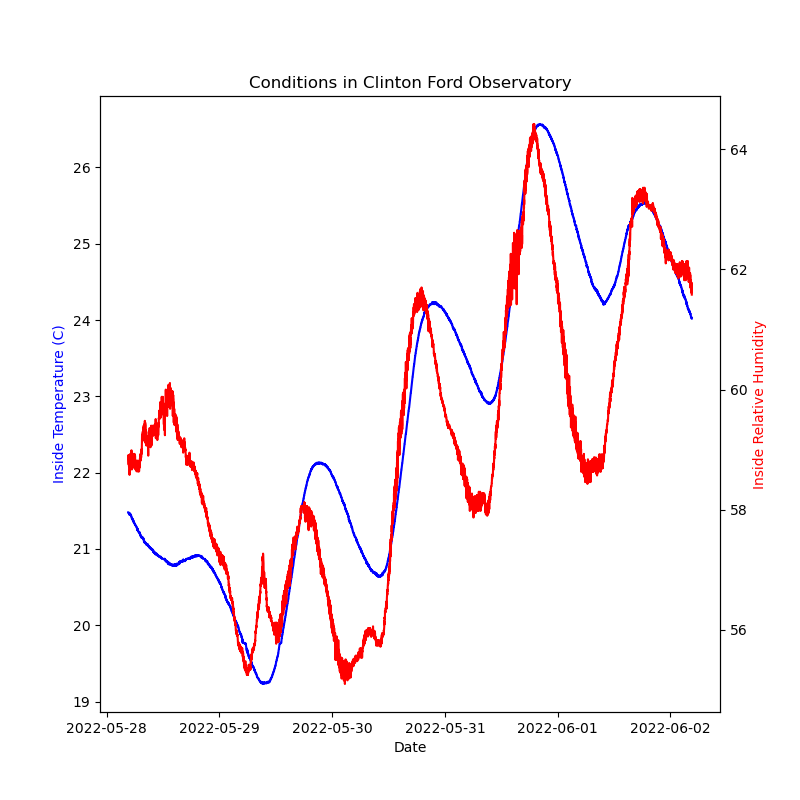 Conditions in Clinton Ford Observatory
26
25
24
23
22
21
20
19
Inside Temperature (C)
64
62
60
58
56
Inside Relative Humidity
2022-05-28 2022-05-29 2022-05-30 2022-05-31 2022-06-01 2022-06-02
Date